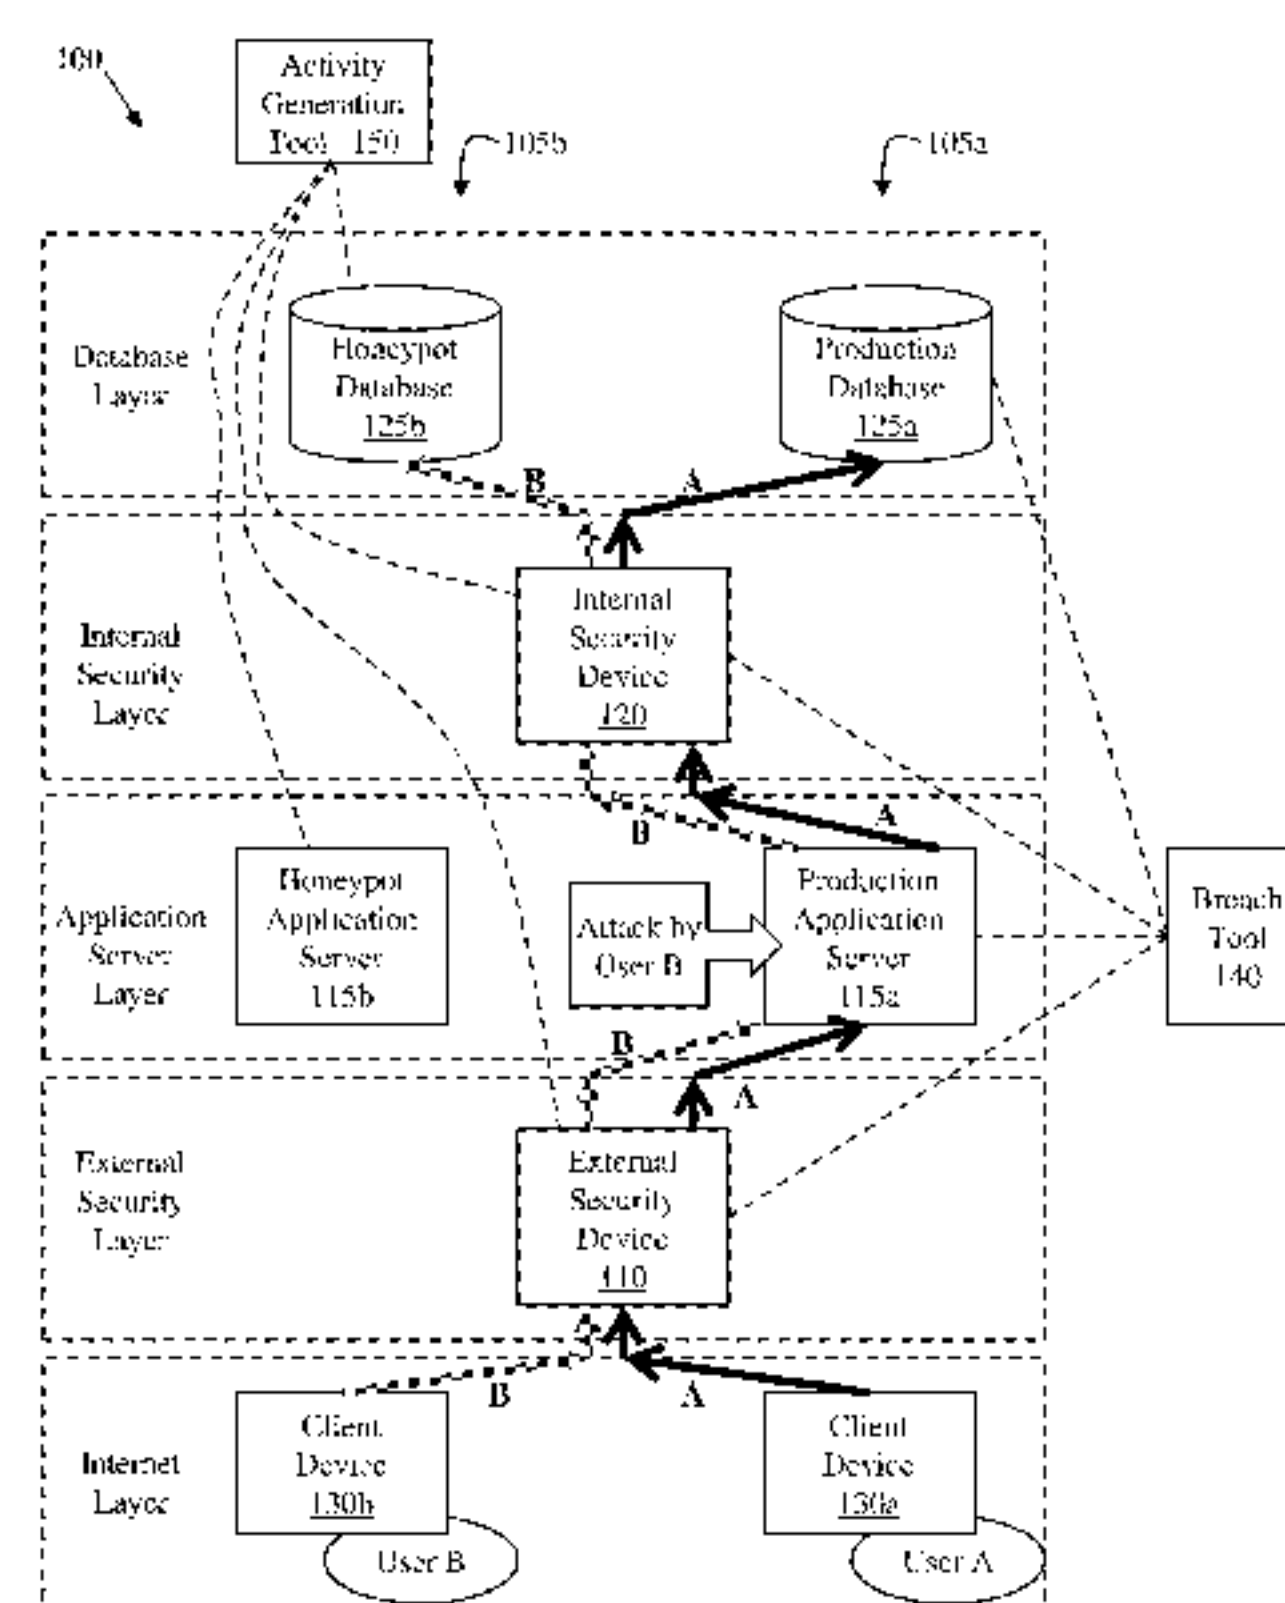 100
Activity
Generation
Tool 150
105b
105a
Database
Layer
Honeypot
Database
125b
Production
Database
125a
B
A
Internal
Security
Layer
Internal
Security
Device
120
B
A
Application
Server
Layer
Honeypot
Application
Server
115b
Attack by
User B
Production
Application
Server
115a
Breach
Tool
140
B
A
External
Security
Layer
External
Security
Device
110
B
A
Internet
Layer
Client
Device
130b
User B
Client
Device
130a
User A